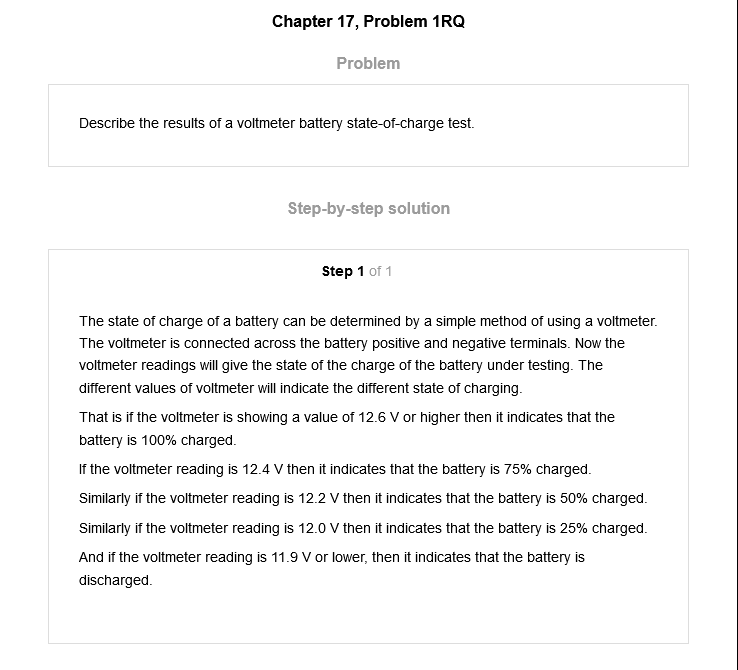 Chapter 17, Problem 1RQ
Problem
Describe the results of a voltmeter battery state-of-charge test.
Step-by-step solution
Step 1 of 1
The state of charge of a battery can be determined by a simple method of using a voltmeter.
The voltmeter is connected across the battery positive and negative terminals. Now the
voltmeter readings will give the state of the charge of the battery under testing. The
different values of voltmeter will indicate the different state of charging.
That is if the voltmeter is showing a value of 12.6 V or higher then it indicates that the
battery is 100% charged.
If the voltmeter reading is 12.4 V then it indicates that the battery is 75% charged.
Similarly if the voltmeter reading is 12.2 V then it indicates that the battery is 50% charged.
Similarly if the voltmeter reading is 12.0 V then it indicates that the battery is 25% charged.
And if the voltmeter reading is 11.9 V or lower, then it indicates that the battery is
discharged.